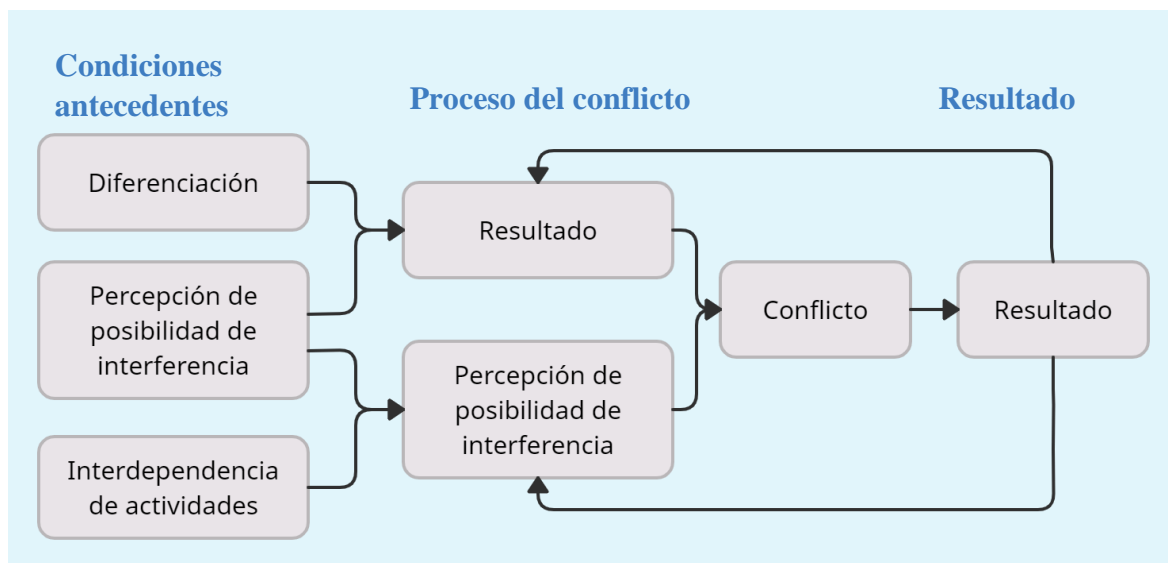 Condiciones
antecedentes
Proceso del conflicto
Resultado
Diferenciación
Percepción de
posibilidad de
interferencia
Interdependencia
de actividades
Resultado
Percepción de
posibilidad de
interferencia
Conflicto
Resultado